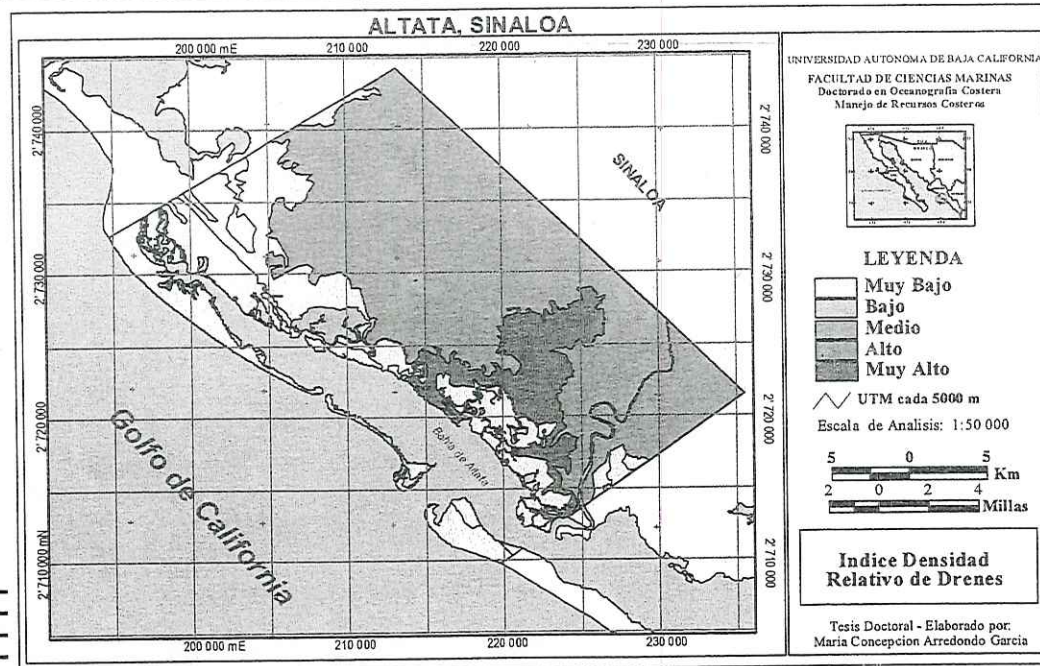 ALTATA, SINALOA
200 000 mE
210 000
220 000
230 000
2'740 000
2'730 000
2'720 000
2'710 000 mN
2'740 000
2'730 000
2'720 000
2'710 000
SINALOA
Golfo de California
Bahia de Altata
200 000 mE
210 000
220 000
230 000
UNIVERSIDAD AUTONOMA DE BAJA CALIFORNIA
FACULTAD DE CIENCIAS MARINAS
Doctorado en Oceanografia Costera
Manejo de Recursos Costeros
LEYENDA
Muy Bajo
Bajo
Medio
Alto
Muy Alto
UTM cada 5000 m
Escala de Analisis: 1:50 000
5 0 5
Km
2 0 2 4
Millas
Indice Densidad
Relativo de Drenes
Tesis Doctoral - Elaborado por:
Maria Concepcion Arredondo Garcia